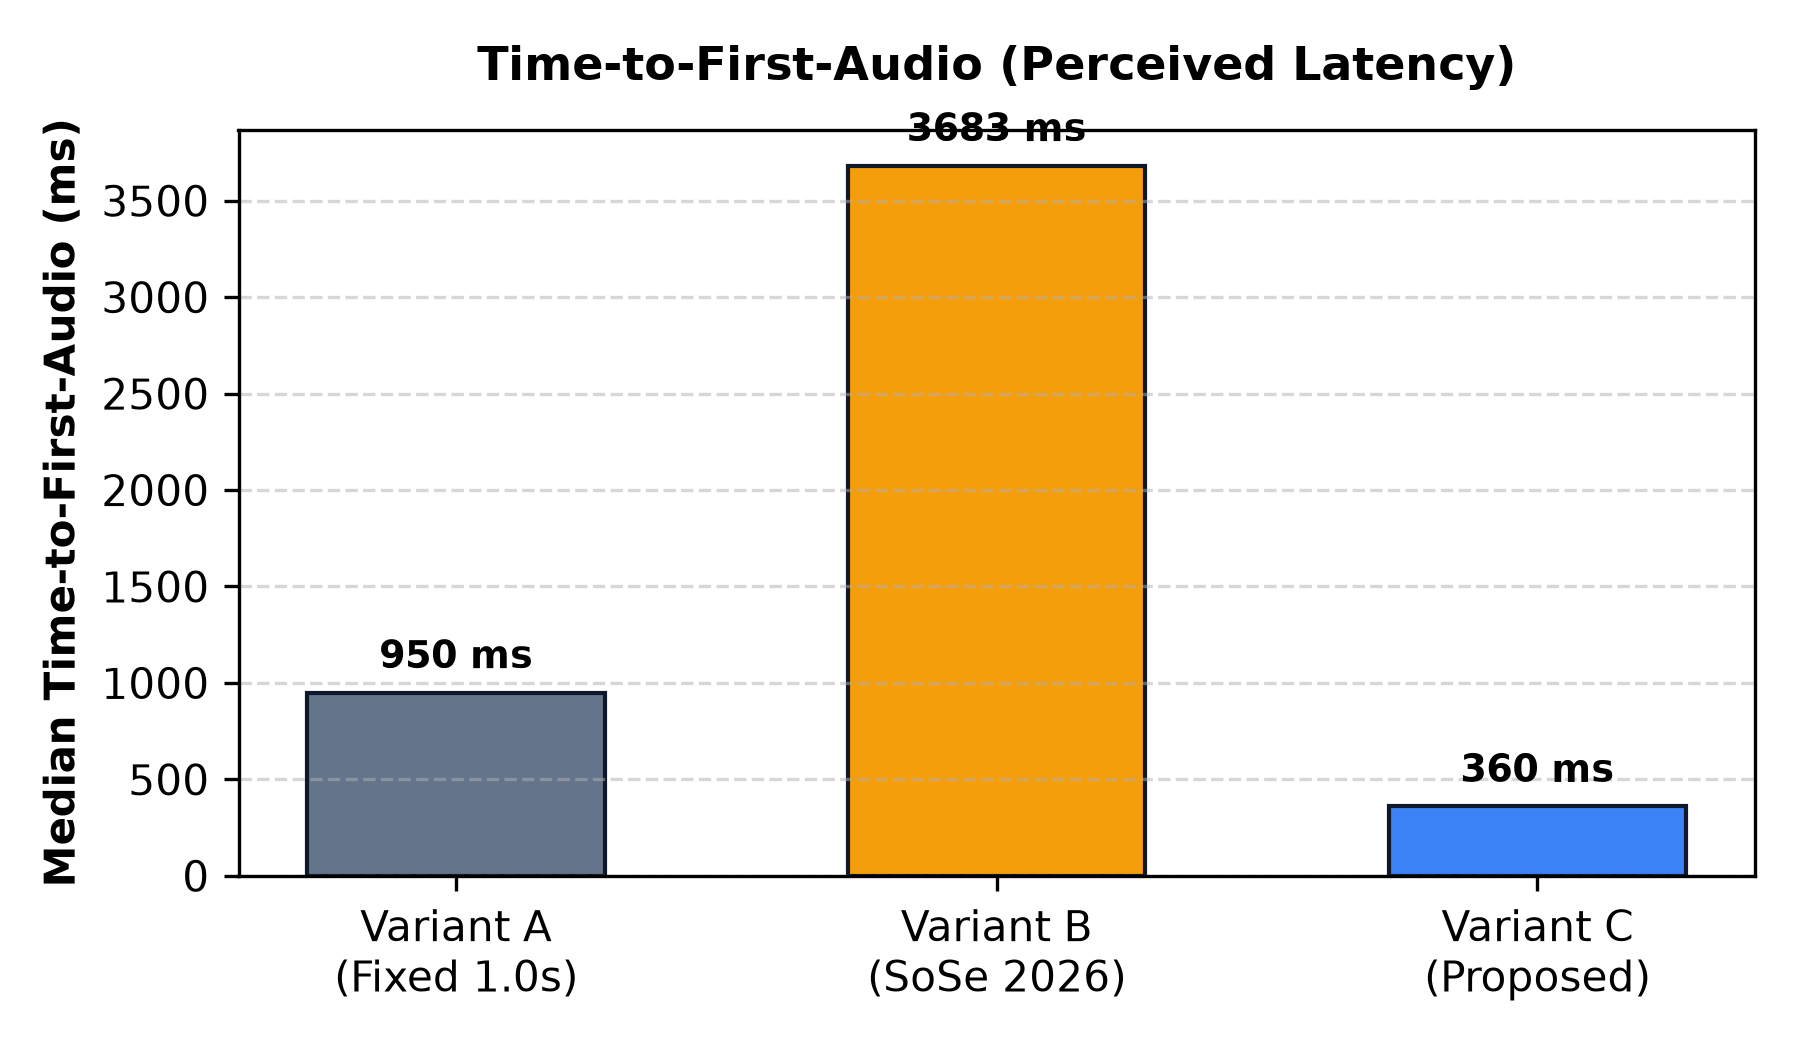 Time-to-First-Audio (Perceived Latency)
Median Time-to-First-Audio (ms)
3500
3000
2500
2000
1500
1000
500
0
950 ms
3683 ms
360 ms
Variant A
(Fixed 1.0s)
Variant B
(SoSe 2026)
Variant C
(Proposed)